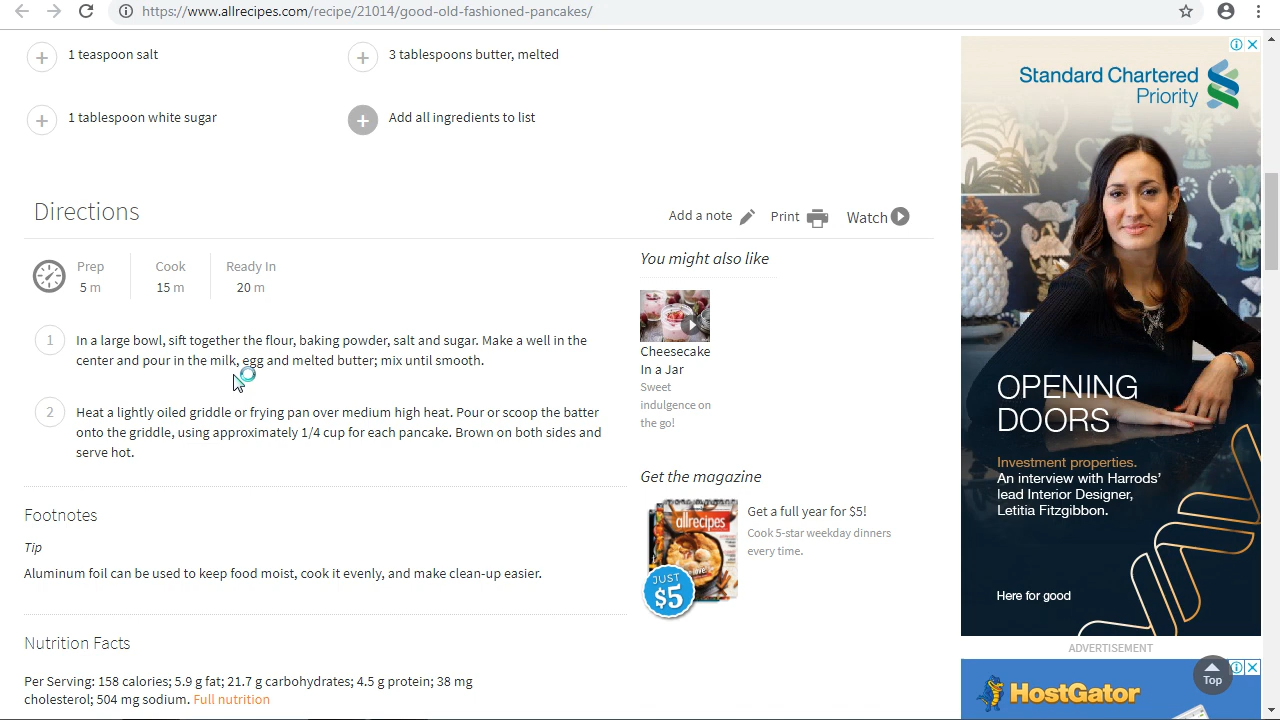 https://www.allrecipes.com/recipe/21014/good-old-fashioned-pancakes/
1 teaspoon salt
3 tablespoons butter, melted
1 tablespoon white sugar
Add all ingredients to list
Directions
Add a note
Print
Watch
Prep
5 m
Cook
15 m
Ready In
20 m
1
In a large bowl, sift together the flour, baking powder, salt and sugar. Make a well in the
center and pour in the milk, egg and melted butter; mix until smooth.
2
Heat a lightly oiled griddle or frying pan over medium high heat. Pour or scoop the batter
onto the griddle, using approximately 1/4 cup for each pancake. Brown on both sides and
serve hot.
Footnotes
Tip
Aluminum foil can be used to keep food moist, cook it evenly, and make clean-up easier.
Nutrition Facts
Per Serving: 158 calories; 5.9 g fat; 21.7 g carbohydrates; 4.5 g protein; 38 mg
cholesterol; 504 mg sodium. Full nutrition
You might also like
Cheesecake
In a Jar
Sweet
indulgence on
the go!
Get the magazine
allrecipes
JUST
$5
Get a full year for $5!
Cook 5-star weekday dinners
every time.
Standard Chartered
Priority
OPENING
DOORS
Investment properties.
An interview with Harrods'
lead Interior Designer,
Letitia Fitzgibbon.
Here for good
ADVERTISEMENT
Top
HostGator